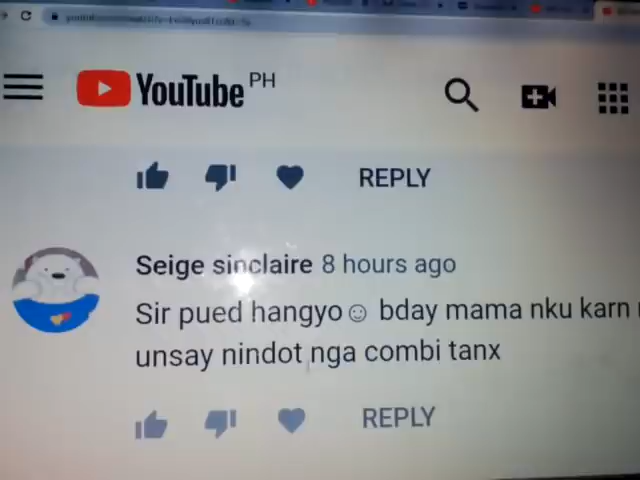 YouTube PH
REPLY
Seige sinclaire 8 hours ago
Sir pued hangyo☺ bday mama nku karn
unsay nindot nga combi tanx
REPLY